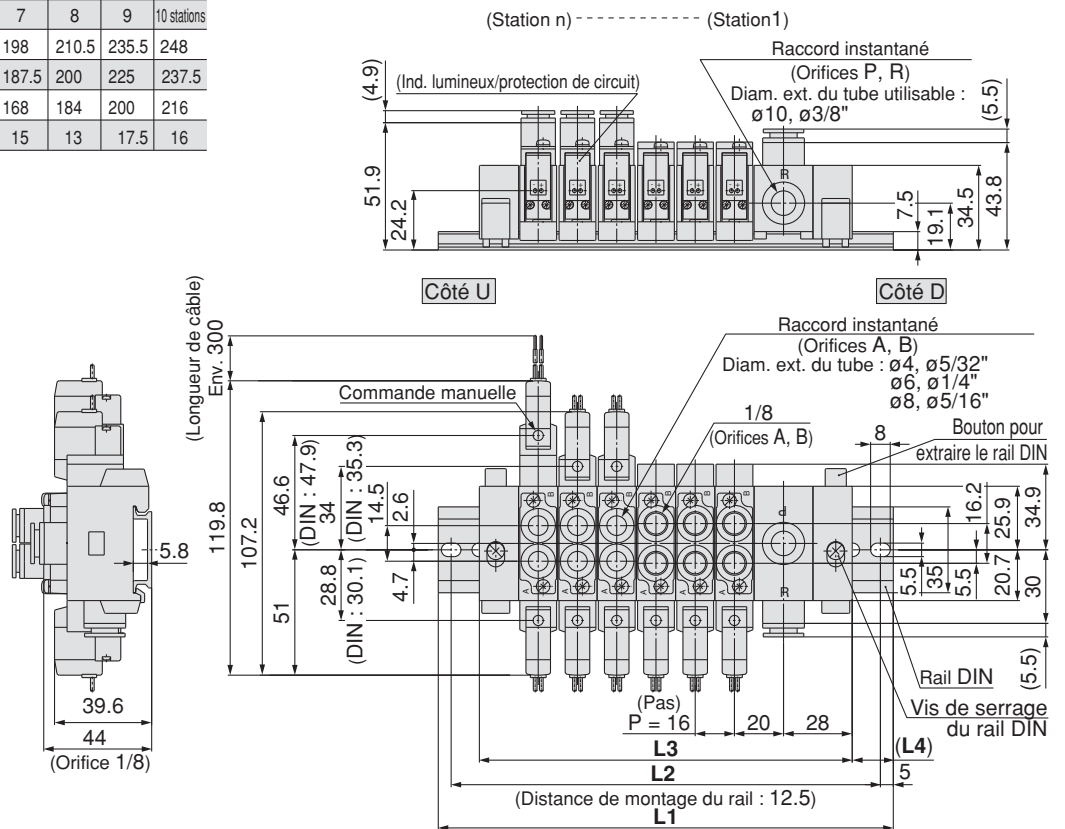 7 8 9 10 stations
198 210.5 235.5 248
187.5 200 225 237.5
168 184 200 216
15 13 17.5 16
(Station n) (Station1)
Raccord instantané
(Orifices P, R)
Diam. ext. du tube utilisable :
ø10, ø3/8"
(Ind. lumineux/protection de circuit)
(4.9)
51.9
24.2
(5.5)
7.5
19.1
34.5
43.8
R
Côté U
Côté D
(Longueur de câble)
Env. 300
Raccord instantané
(Orifices A, B)
Diam. ext. du tube : ø4, ø5/32"
ø6, ø1/4"
ø8, ø5/16"
Commande manuelle
1/8
(Orifices A, B)
8
Bouton pour
extraire le rail DIN
119.8
107.2
46.6
(DIN : 47.9)
34
(DIN : 35.3)
14.5
2.6
51
28.8
(DIN : 30.1)
4.7
B B B B B B
A A A A A A
P
R
5.5
35
5.5
16.2
25.9
34.9
20.7
30
(5.5)
5.8
39.6
44
(Orifice 1/8)
Rail DIN
Vis de serrage
du rail DIN
(Pas)
P = 16
20
28
L3
(L4)
L2
5
(Distance de montage du rail : 12.5)
L1